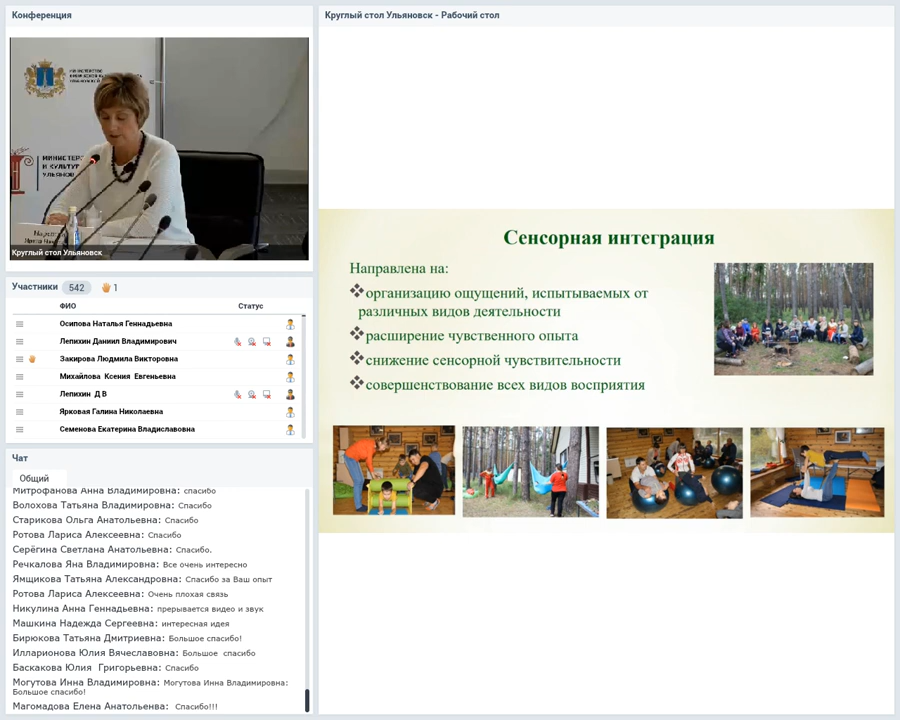 Конференция
МИНИСТЕРС
И КУЛЬТУР
УЛЬЯНОВ
Круглый стол Ульяновск
Участники 542 1
ФИО Статус
Осипова Наталья Геннадьевна
Лепихин Даниил Владимирович
Закирова Людмила Викторовна
Михайлова Ксения Евгеньевна
Лепихин Д В
Ярковая Галина Николаевна
Семенова Екатерина Владиславовна
Чат
Общий
Митрофанова Анна Владимировна: спасибо
Волохова Татьяна Владимировна: Спасибо
Старикова Ольга Анатольевна: Спасибо
Ротова Лариса Алексеевна: Спасибо
Серёгина Светлана Анатольевна: Спасибо.
Речкалова Яна Владимировна: Все очень интересно
Ямщикова Татьяна Александровна: Спасибо за Ваш опыт
Ротова Лариса Алексеевна: Очень плохая связь
Никулина Анна Геннадьевна: прерывается видео и звук
Машкина Надежда Сергеевна: интересная идея
Бирюкова Татьяна Дмитриевна: Большое спасибо!
Илларионова Юлия Вячеславовна: Большое спасибо
Баскакова Юлия Григорьевна: Спасибо
Могутова Инна Владимировна: Могутова Инна Владимировна:
Большое спасибо!
Магомадова Елена Анатольевна: Спасибо!!!
Круглый стол Ульяновск - Рабочий стол
Сенсорная интеграция
Направлена на:
организацию ощущений, испытываемых от
различных видов деятельности
расширение чувственного опыта
снижение сенсорной чувствительности
совершенствование всех видов восприятия